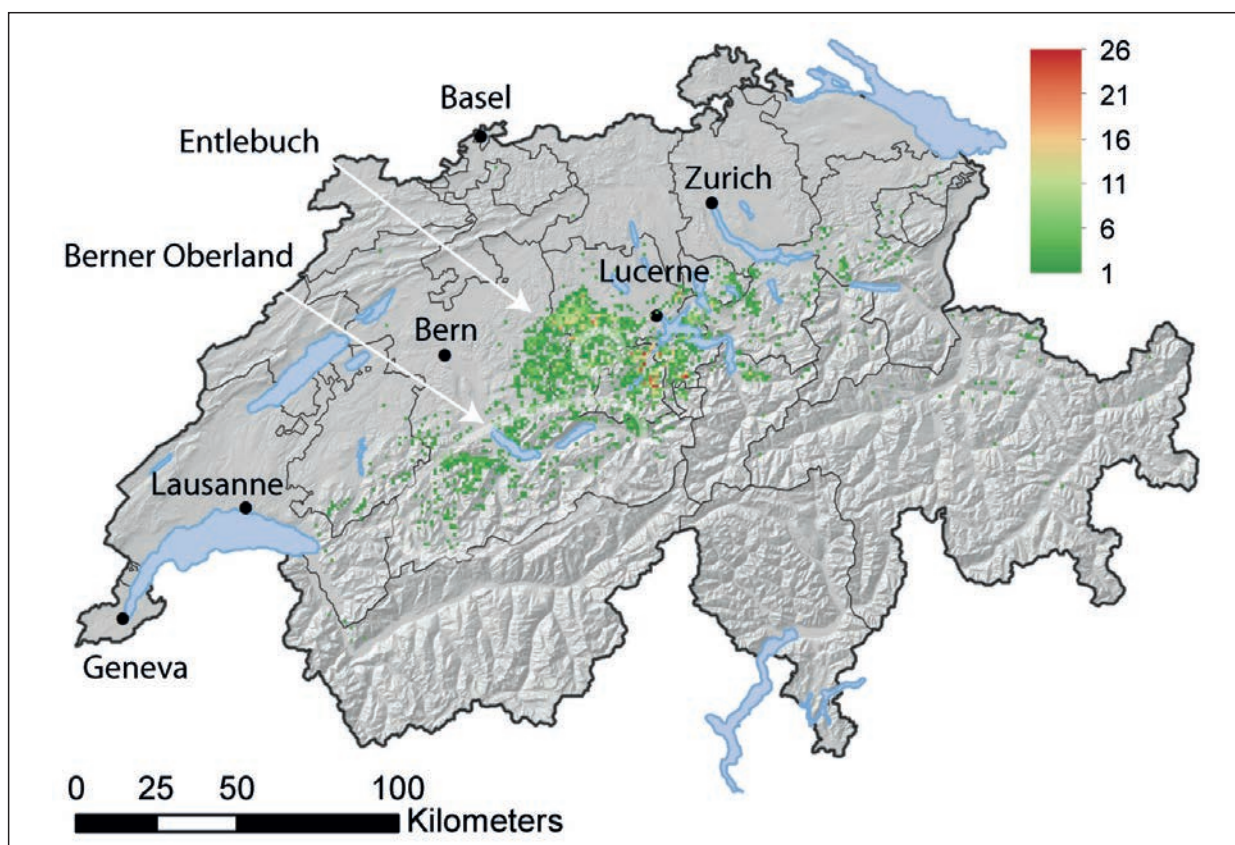 26
Basel
21
Entlebuch
16
Zurich
11
6
Berner Oberland
Lucerne
1
Bern
Lausanne
Geneva
0 25 50 100
Kilometers